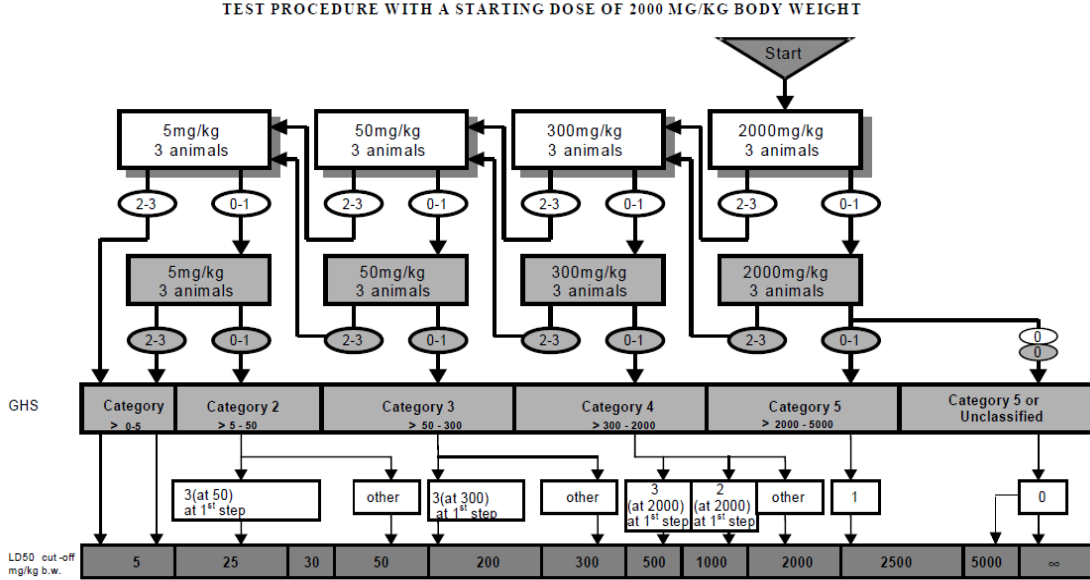 TEST PROCEDURE WITH A STARTING DOSE OF 2000 MG/KG BODY WEIGHT
Start
5mg/kg
3 animals
50mg/kg
3 animals
300mg/kg
3 animals
2000mg/kg
3 animals
2-3
0-1
2-3
0-1
2-3
0-1
2-3
0-1
5mg/kg
3 animals
50mg/kg
3 animals
300mg/kg
3 animals
2000mg/kg
3 animals
2-3
0-1
2-3
0-1
2-3
0-1
2-3
0-1
0
0
GHS
Category
> 0-5
Category 2
> 5 - 50
Category 3
> 50 - 300
Category 4
> 300 - 2000
Category 5
> 2000 - 5000
Category 5 or
Unclassified
3(at 50)
at 1st step
other
3(at 300)
at 1st step
other
3
(at 2000)
at 1st step
2
(at 2000)
at 1st step
other
1
0
LD50 cut-off
mg/kg b.w.
5
25
30
50
200
300
500
1000
2000
2500
5000
∞